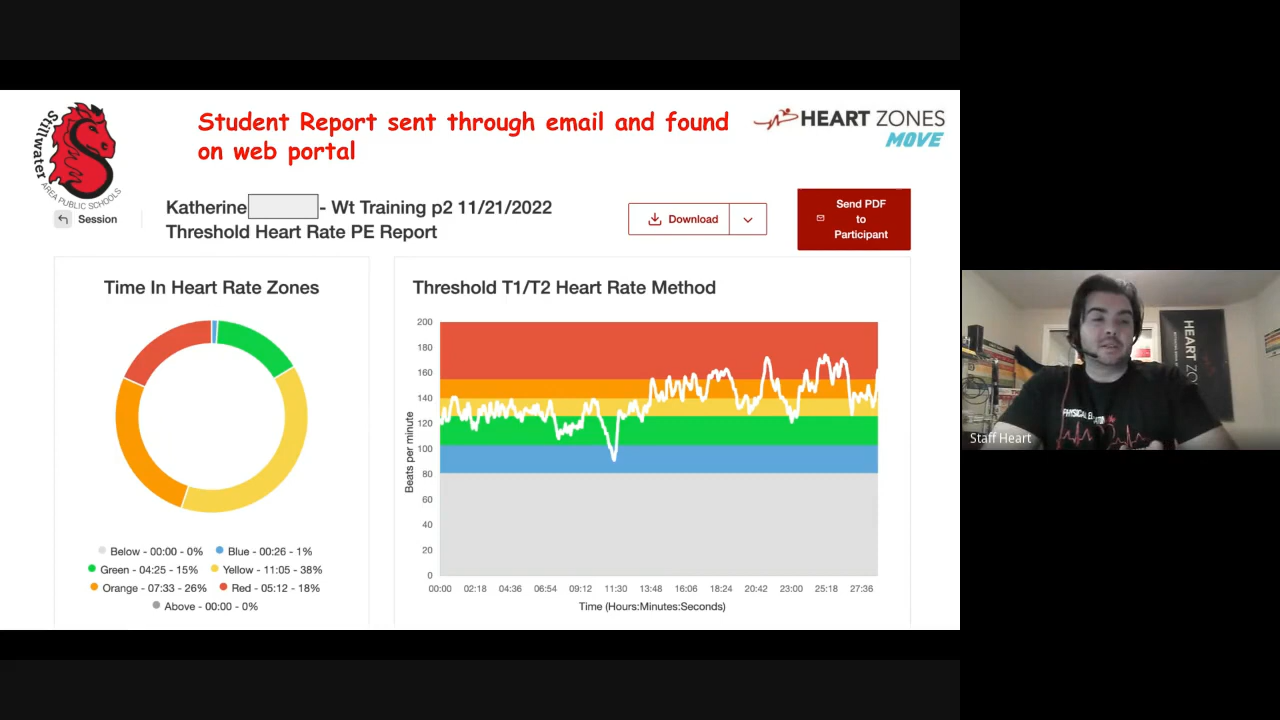 Student Report sent through email and found
on web portal
HEART ZONES
MOVE
Stillwater
AREA PUBLIC SCHOOLS
Session
Katherine - Wt Training p2 11/21/2022
Threshold Heart Rate PE Report
Download
Send PDF
to
Participant
Time In Heart Rate Zones
Below - 00:00 - 0%
Blue - 00:26 - 1%
Green - 04:25 - 15%
Yellow - 11:05 - 38%
Orange - 07:33 - 26%
Red - 05:12 - 18%
Above - 00:00 - 0%
Threshold T1/T2 Heart Rate Method
Beats per minute
200
180
160
140
120
100
80
60
40
20
0
00:00 02:18 04:36 06:54 09:12 11:30 13:48 16:06 18:24 20:42 23:00 25:18 27:36
Time (Hours:Minutes:Seconds)
HEART ZO
PHYSICAL
Staff Heart